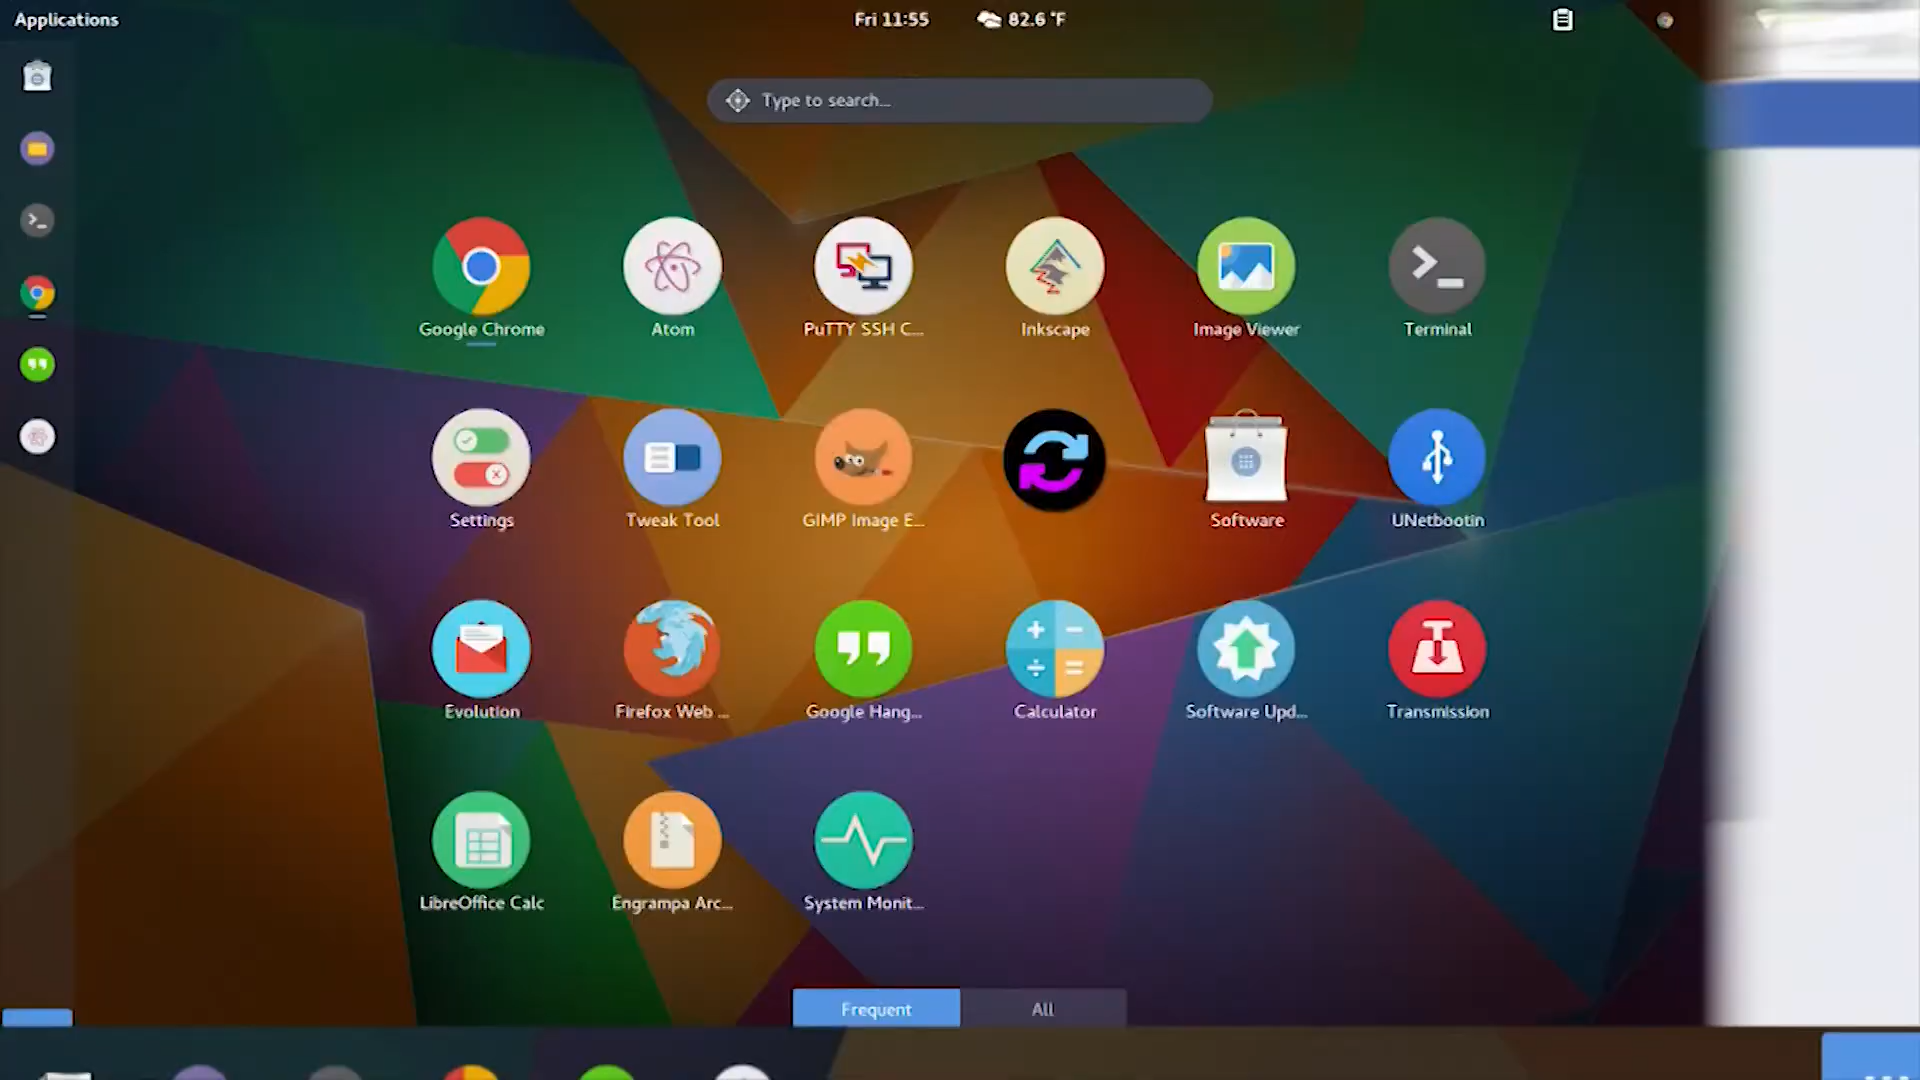 Applications
Fri 11:55
82.6 °F
Type to search...
Google Chrome
Atom
PuTTY SSH C...
Inkscape
Image Viewer
Terminal
Settings
Tweak Tool
GIMP Image E...
Software
UNetbootin
Evolution
Firefox Web ...
Google Hang...
Calculator
Software Upd...
Transmission
LibreOffice Calc
Engrampa Arc...
System Monit...
Frequent
All